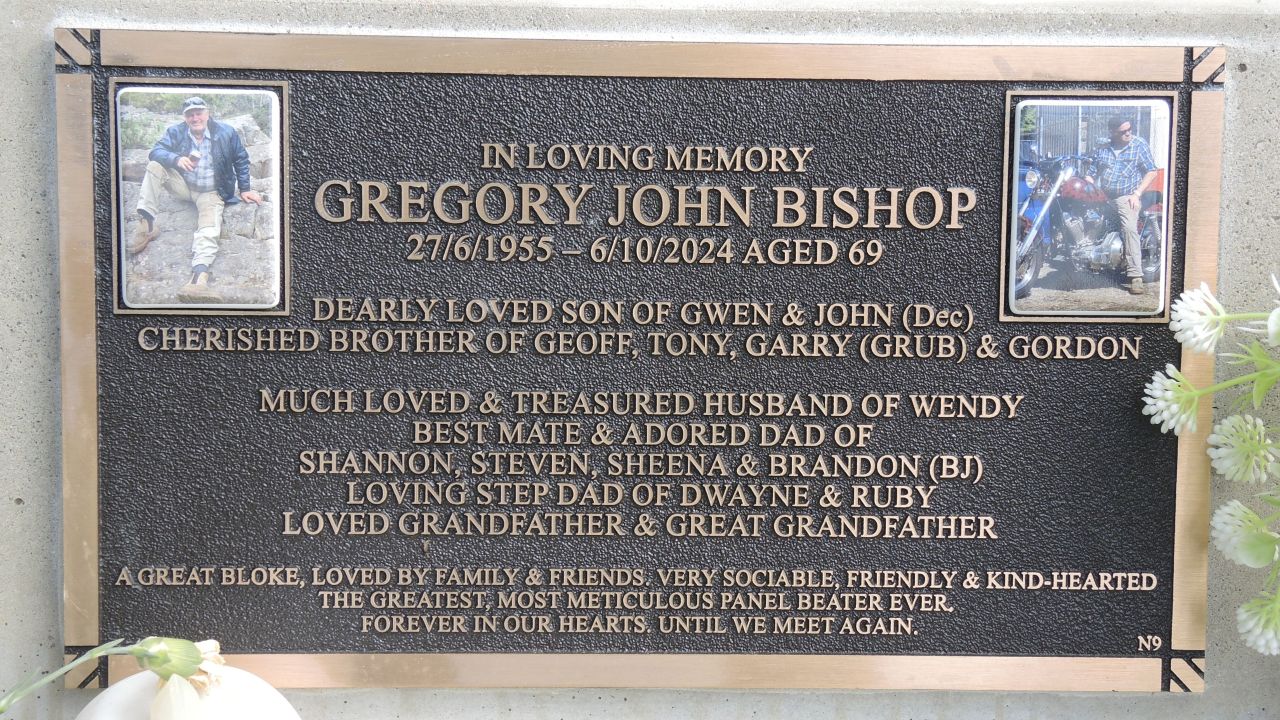 IN LOVING MEMORY
GREGORY JOHN BISHOP
27/6/1955 – 6/10/2024 AGED 69
DEARLY LOVED SON OF GWEN & JOHN (Dec)
CHERISHED BROTHER OF GEOFF, TONY, GARRY (GRUB) & GORDON
MUCH LOVED & TREASURED HUSBAND OF WENDY
BEST MATE & ADORED DAD OF
SHANNON, STEVEN, SHEENA & BRANDON (BJ)
LOVING STEP DAD OF DWAYNE & RUBY
LOVED GRANDFATHER & GREAT GRANDFATHER
A GREAT BLOKE, LOVED BY FAMILY & FRIENDS. VERY SOCIABLE, FRIENDLY & KIND-HEARTED
THE GREATEST, MOST METICULOUS PANEL BEATER EVER.
FOREVER IN OUR HEARTS. UNTIL WE MEET AGAIN.
N9